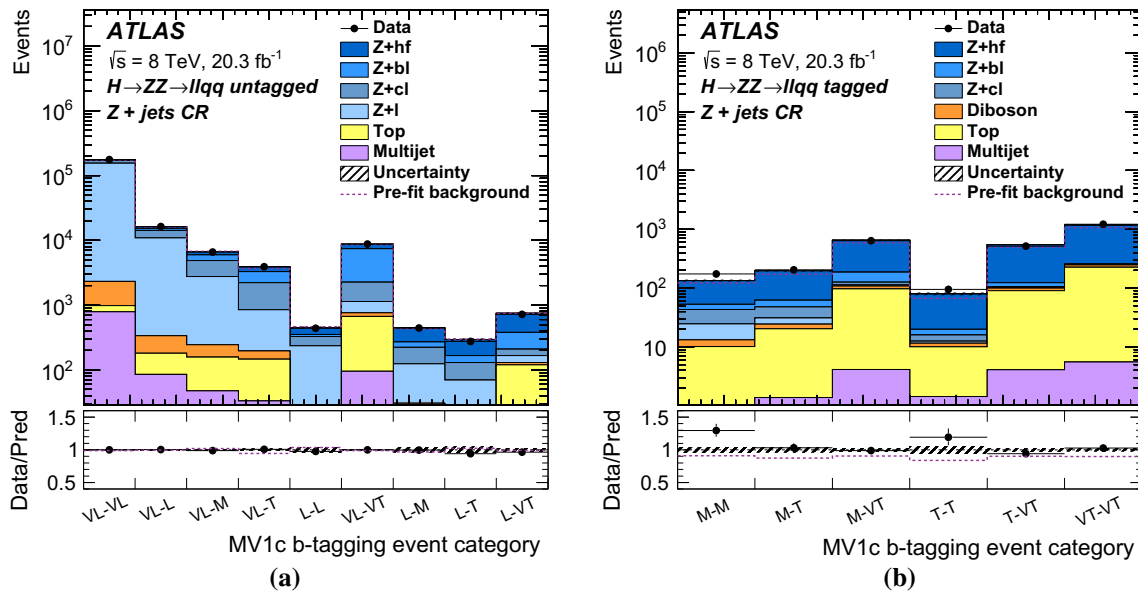 Events
10⁷
10⁶
10⁵
10⁴
10³
10²
ATLAS
√s = 8 TeV, 20.3 fb⁻¹
H→ZZ→llqq untagged
Z + jets CR
Data
Z+hf
Z+bl
Z+cl
Z+l
Top
Multijet
Uncertainty
Pre-fit background
Data/Pred
1.5
1
0.5
VL-VL VL-L VL-M VL-T L-L VL-VT L-M L-T L-VT
MV1c b-tagging event category
(a)
Events
10⁶
10⁵
10⁴
10³
10²
10
ATLAS
√s = 8 TeV, 20.3 fb⁻¹
H→ZZ→llqq tagged
Z + jets CR
Data
Z+hf
Z+bl
Z+cl
Diboson
Top
Multijet
Uncertainty
Pre-fit background
Data/Pred
1.5
1
0.5
M-M M-T M-VT T-T T-VT VT-VT
MV1c b-tagging event category
(b)